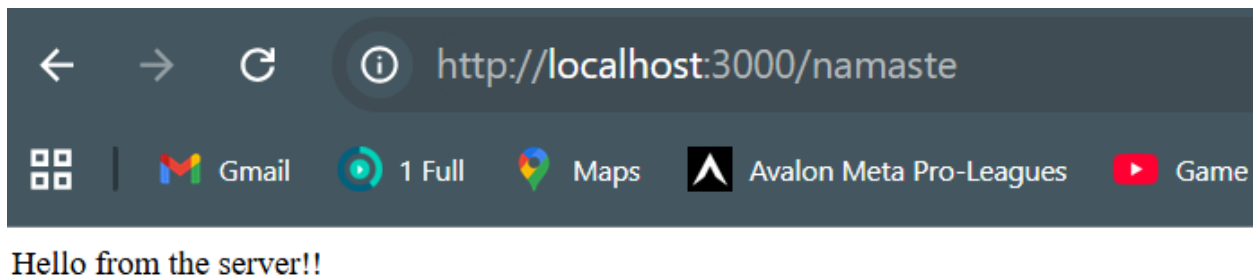 http://localhost:3000/namaste
Gmail 1 Full Maps Avalon Meta Pro-Leagues Game
Hello from the server!!